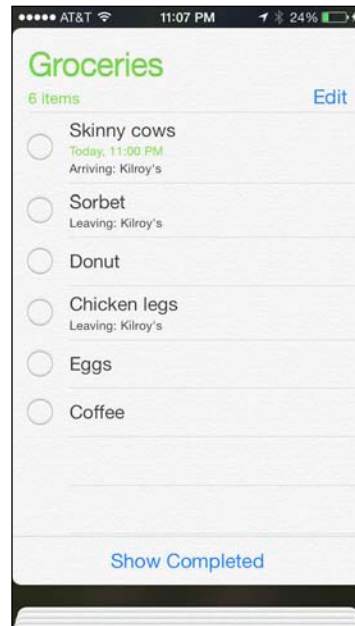 AT&T 11:07 PM 24%
Groceries
6 items Edit
Skinny cows
Today, 11:00 PM
Arriving: Kilroy's
Sorbet
Leaving: Kilroy's
Donut
Chicken legs
Leaving: Kilroy's
Eggs
Coffee
Show Completed